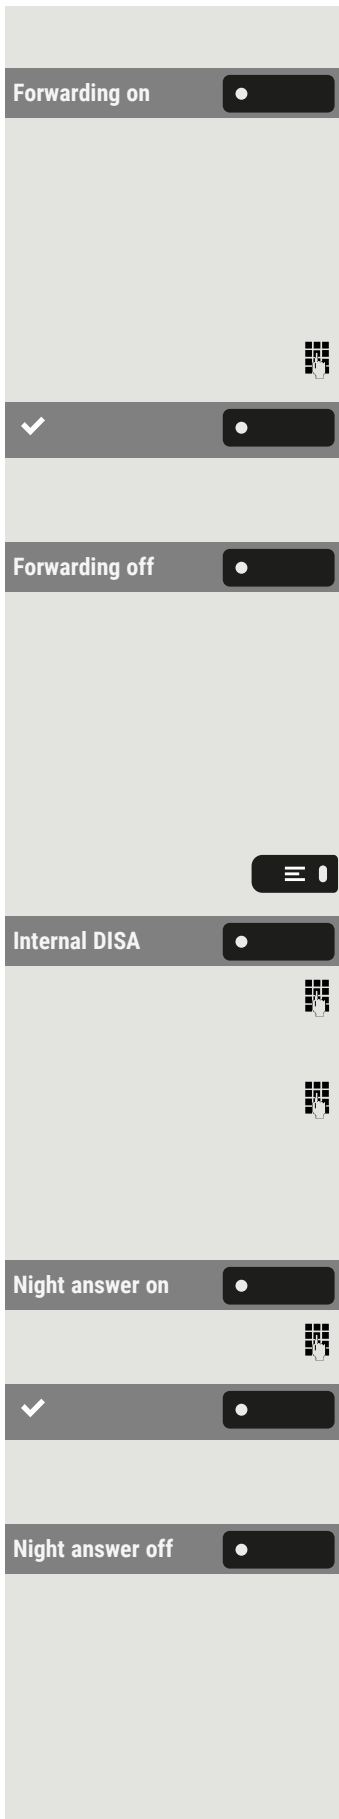 Forwarding on
Forwarding off
Internal DISA
Night answer on
Night answer off